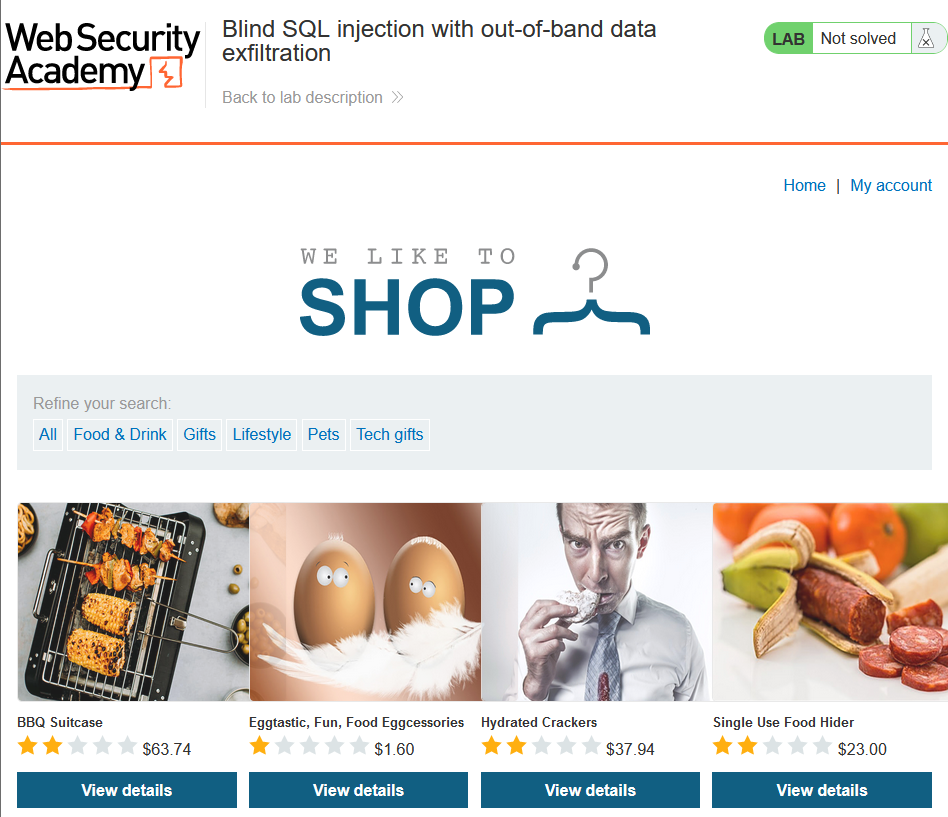 Web Security
Academy
Blind SQL injection with out-of-band data
exfiltration
Back to lab description
LAB Not solved
Home | My account
WE LIKE TO
SHOP
Refine your search:
All Food & Drink Gifts Lifestyle Pets Tech gifts
BBQ Suitcase Eggtastic, Fun, Food Eggcessories Hydrated Crackers Single Use Food Hider
$63.74 $1.60 $37.94 $23.00
View details View details View details View details